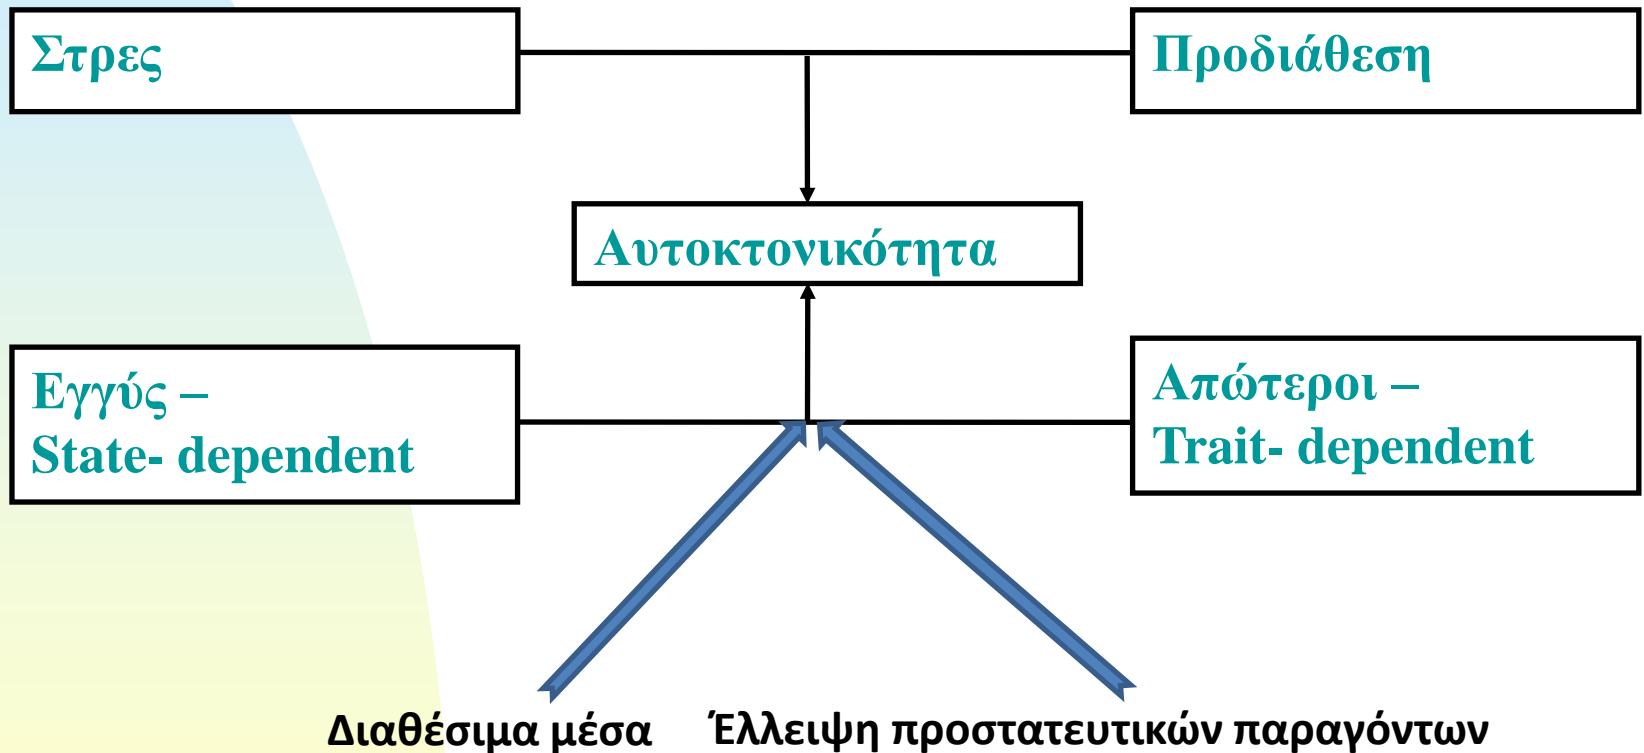 Στρες
Προδιάθεση
Αυτοκτονικότητα
Εγγύς –
State- dependent
Απώτεροι –
Trait- dependent
Διαθέσιμα μέσα
Έλλειψη προστατευτικών παραγόντων